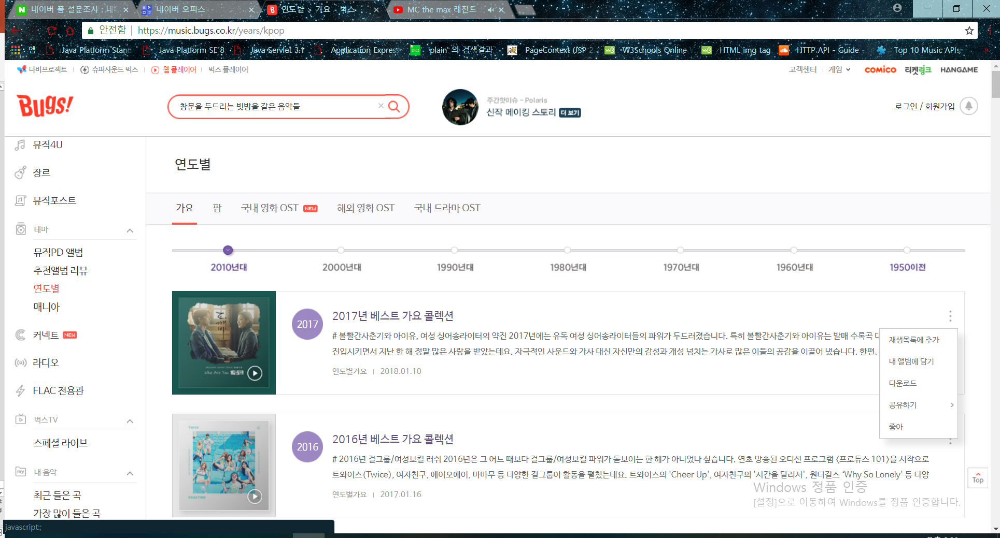 네이버 폼 설문조사 : 네
네이버 오피스
연도별 > 가요 - 벅스
MC the max 레전드
안전함
https://music.bugs.co.kr/years/kpop
앱
Java Platform Stand
Java Platform SE 8
Java Servlet 3.1
Application Express
'plain' 의 검색결과
PageContext (JSP 2.
W3Schools Online
HTML img tag
HTTP API - Guide
Top 10 Music APIs
나비프로젝트
슈퍼사운드 벅스
웹 플레이어
벅스 플레이어
고객센터
게임
comico
티켓링크
HANGAME
Bugs!
창문을 두드리는 빗방울 같은 음악들
주간핫이슈 - Polaris
신작 메이킹 스토리 더 보기
로그인 / 회원가입
뮤직4U
장르
뮤직포스트
테마
뮤직PD 앨범
추천앨범 리뷰
연도별
매니아
커넥트 NEW
라디오
FLAC 전용관
벅스TV
스페셜 라이브
my 내 음악
최근 들은 곡
가장 많이 들은 곡
연도별
가요
팝
국내 영화 OST NEW
해외 영화 OST
국내 드라마 OST
2010년대
2000년대
1990년대
1980년대
1970년대
1960년대
1950이전
도깨비
Who Are You
2017
2017년 베스트 가요 콜렉션
# 볼빨간사춘기와 아이유, 여성 싱어송라이터의 약진 2017년에는 유독 여성 싱어송라이터들의 파워가 두드러졌습니다. 특히 볼빨간사춘기와 아이유는 발매 수록곡 대
진입시키면서 지난 한 해 정말 많은 사랑을 받았는데요. 자극적인 사운드와 가사 대신 자신만의 감성과 개성 넘치는 가사로 많은 이들의 공감을 이끌어 냈습니다. 한편,
연도별가요
2018.01.10
재생목록에 추가
내 앨범에 담기
다운로드
공유하기
좋아
TWICE
PAGE TWO
2016
2016년 베스트 가요 콜렉션
# 2016년 걸그룹/여성보컬 러쉬 2016년은 그 어느 때보다 걸그룹/여성보컬 파워가 돋보이는 한 해가 아니었나 싶습니다. 연초 방송된 오디션 프로그램 <프로듀스 101>을 시작으로
트와이스(Twice), 여자친구, 에이오에이, 마마무 등 다양한 걸그룹이 활동을 펼쳤는데요. 트와이스의 'Cheer Up', 여자친구의 '시간을 달려서', 원더걸스 ‘Why So Lonely' 등 다양
연도별가요
2017.01.16
Top
Windows 정품 인증
[설정]으로 이동하여 Windows를 정품 인증합니다.
javascript:;